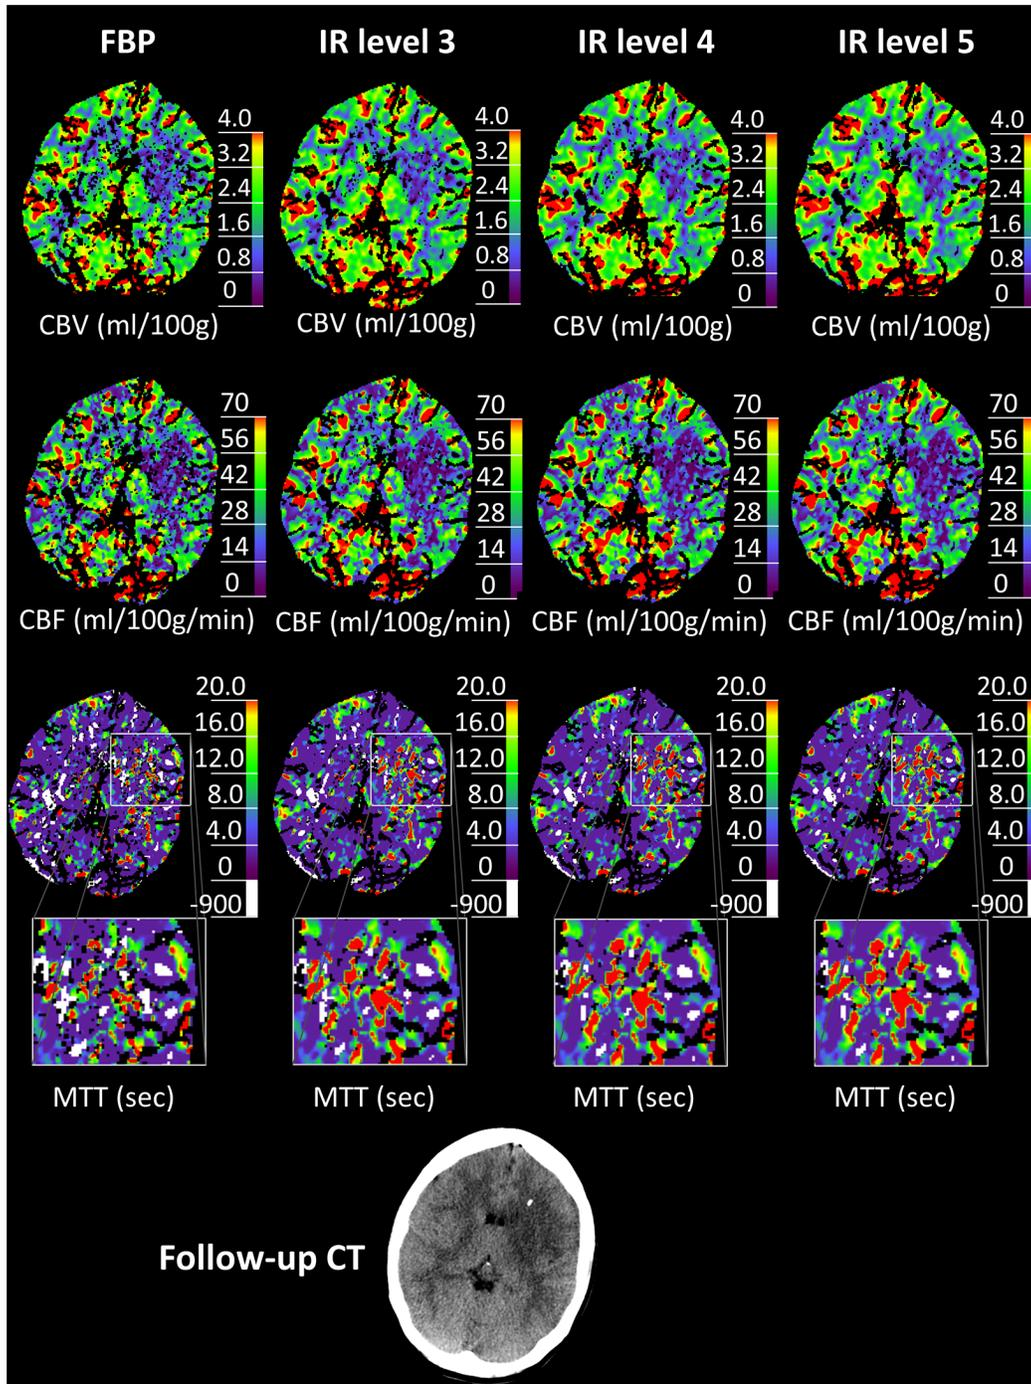 FBP IR level 3 IR level 4 IR level 5
4.0 4.0 4.0 4.0
3.2 3.2 3.2 3.2
2.4 2.4 2.4 2.4
1.6 1.6 1.6 1.6
0.8 0.8 0.8 0.8
0 0 0 0
CBV (ml/100g) CBV (ml/100g) CBV (ml/100g) CBV (ml/100g)
70 70 70 70
56 56 56 56
42 42 42 42
28 28 28 28
14 14 14 14
0 0 0 0
CBF (ml/100g/min) CBF (ml/100g/min) CBF (ml/100g/min) CBF (ml/100g/min)
20.0 20.0 20.0 20.0
16.0 16.0 16.0 16.0
12.0 12.0 12.0 12.0
8.0 8.0 8.0 8.0
4.0 4.0 4.0 4.0
0 0 0 0
-900 -900 -900 -900
MTT (sec) MTT (sec) MTT (sec) MTT (sec)
Follow-up CT